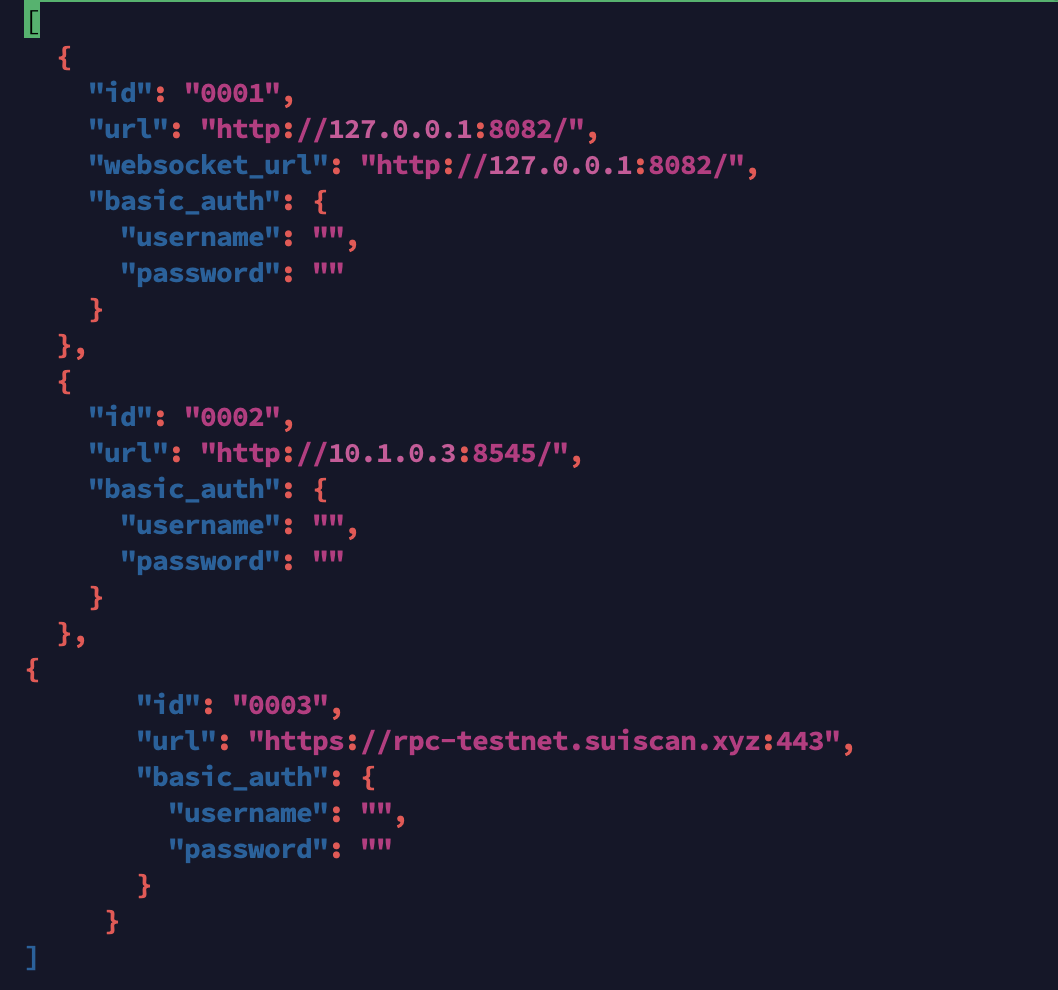 [
  {
    "id": "0001",
    "url": "http://127.0.0.1:8082/",
    "websocket_url": "http://127.0.0.1:8082/",
    "basic_auth": {
      "username": "",
      "password": ""
    }
  },
  {
    "id": "0002",
    "url": "http://10.1.0.3:8545/",
    "basic_auth": {
      "username": "",
      "password": ""
    }
  },
{
       "id": "0003",
       "url": "https://rpc-testnet.suiscan.xyz:443",
       "basic_auth": {
         "username": "",
         "password": ""
       }
     }
]